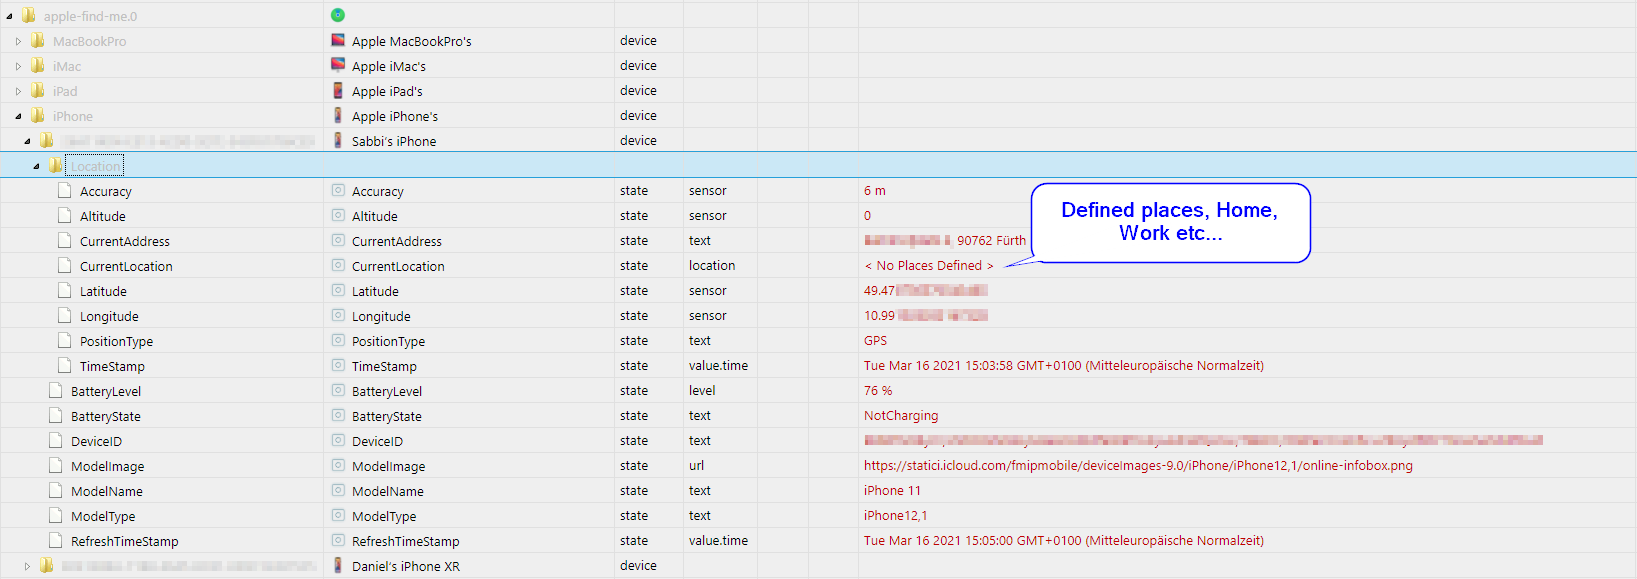 apple-find-me.0
MacBookPro Apple MacBookPro's device
iMac Apple iMac's device
iPad Apple iPad's device
iPhone Apple iPhone's device
Sabbi's iPhone device
Location
Accuracy Accuracy state sensor 6 m
Altitude Altitude state sensor 0
CurrentAddress CurrentAddress state text , 90762 Fürth
Defined places, Home,
Work etc...
CurrentLocation CurrentLocation state location < No Places Defined >
Latitude Latitude state sensor 49.47
Longitude Longitude state sensor 10.99
PositionType PositionType state text GPS
TimeStamp TimeStamp state value.time Tue Mar 16 2021 15:03:58 GMT+0100 (Mitteleuropäische Normalzeit)
BatteryLevel BatteryLevel state level 76 %
BatteryState BatteryState state text NotCharging
DeviceID DeviceID state text
ModelImage ModelImage state url https://statici.icloud.com/fmipmobile/deviceImages-9.0/iPhone/iPhone12,1/online-infobox.png
ModelName ModelName state text iPhone 11
ModelType ModelType state text iPhone12,1
RefreshTimeStamp RefreshTimeStamp state value.time Tue Mar 16 2021 15:05:00 GMT+0100 (Mitteleuropäische Normalzeit)
Daniel's iPhone XR device